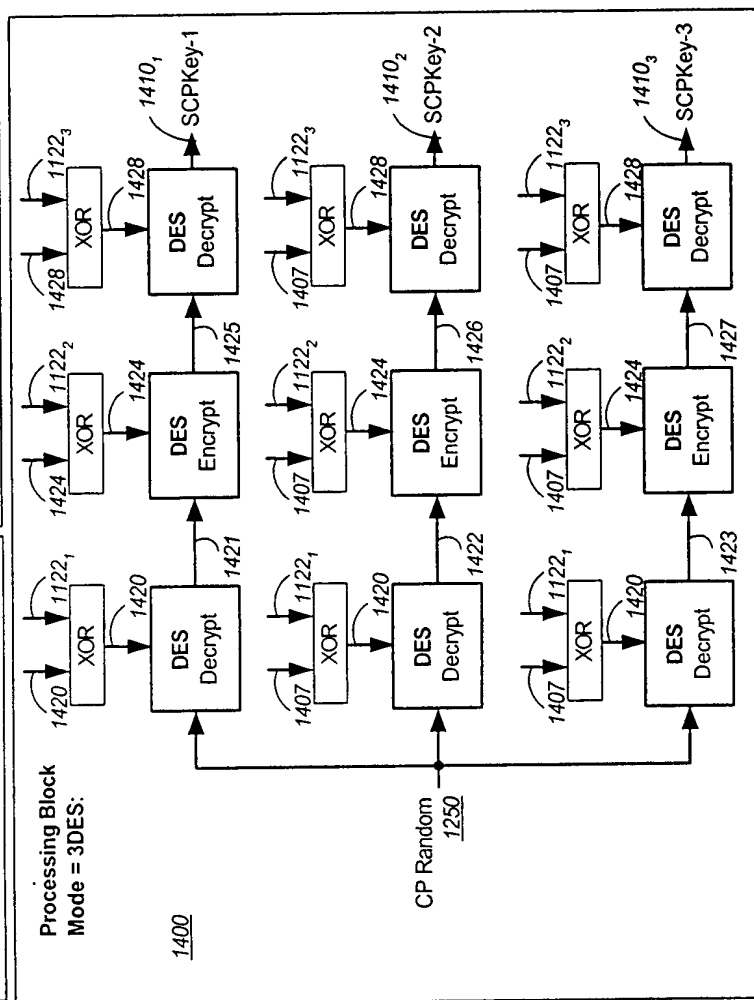 Processing Block
Mode = 3DES:
1400
1420 1122₁ 1424 1122₂ 1428 1122₃
XOR XOR XOR
1420 1424 1428 1410₁
DES Decrypt 1421 DES Encrypt 1425 DES Decrypt SCPKey-1
1407 1122₁ 1407 1122₂ 1407 1122₃
XOR XOR XOR
1420 1424 1428 1410₂
DES Decrypt 1422 DES Encrypt 1426 DES Decrypt SCPKey-2
CP Random
1250
1407 1122₁ 1407 1122₂ 1407 1122₃
XOR XOR XOR
1420 1424 1428 1410₃
DES Decrypt 1423 DES Encrypt 1427 DES Decrypt SCPKey-3